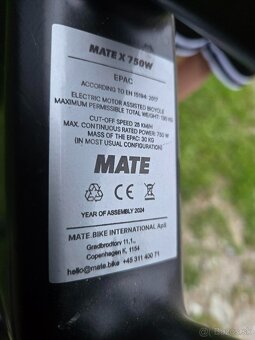 MATE X 750W
EPAC
ACCORDING TO EN 15194: 2017
ELECTRIC MOTOR ASSISTED BICYCLE
MAXIMUM PERMISSIBLE TOTAL WEIGHT: KG
CUT-OFF SPEED 25 KM/H
MAX. CONTINUOUS RATED POWER: 750 W
MASS OF THE EPAC: 30 KG
(IN MOST USUAL CONFIGURATION)
MATE
CE
YEAR OF ASSEMBLY 2024
MATE.BIKE INTERNATIONAL ApS
11, 1.,
Copenhagen K, 1154
hello@mate.bike +45 311 400 71